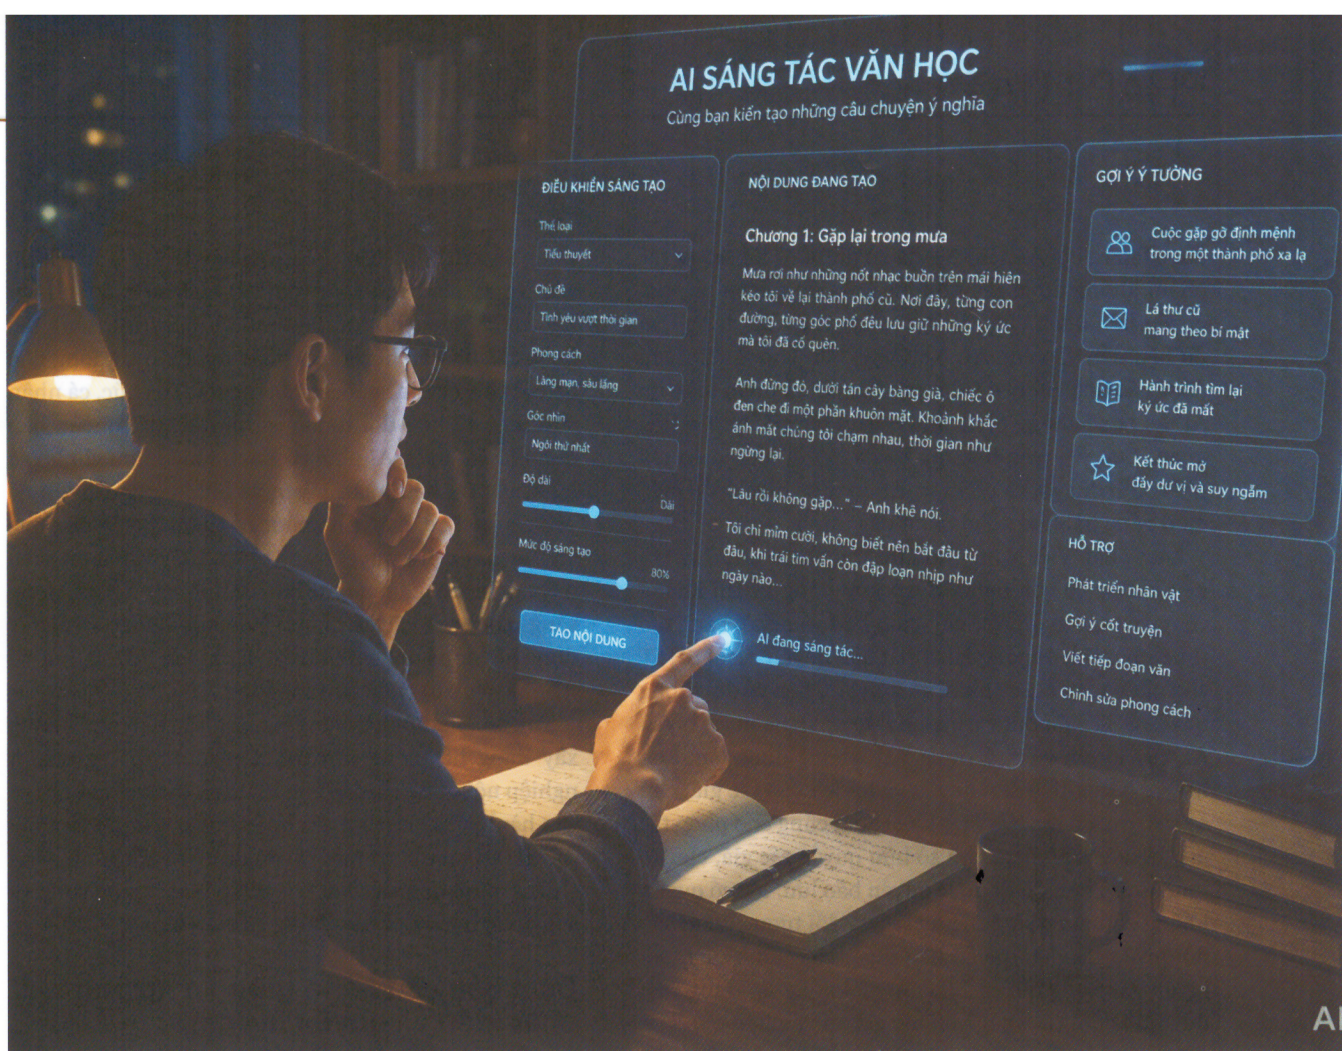 AI SÁNG TÁC VĂN HỌC
Cùng bạn kiến tạo những câu chuyện ý nghĩa
ĐIỀU KHIỂN SÁNG TẠO
Thể loại
Tiểu thuyết
Chủ đề
Tình yêu vượt thời gian
Phong cách
Lãng mạn, sâu lắng
Góc nhìn
Ngôi thứ nhất
Độ dài
Dài
Mức độ sáng tạo
80%
TẠO NỘI DUNG
NỘI DUNG ĐANG TẠO
Chương 1: Gặp lại trong mưa
Mưa rơi như những nốt nhạc buồn trên mái hiên
kéo tôi về lại thành phố cũ. Nơi đây, từng con
đường, từng góc phố đều lưu giữ những ký ức
mà tôi đã cố quên.
Anh đứng đó, dưới tán cây bàng già, chiếc ô
đen che đi một phần khuôn mặt. Khoảnh khắc
ánh mắt chúng tôi chạm nhau, thời gian như
ngừng lại.
"Lâu rồi không gặp..." – Anh khẽ nói.
Tôi chỉ mỉm cười, không biết nên bắt đầu từ
đâu, khi trái tim vẫn còn đập loạn nhịp như
ngày nào...
AI đang sáng tác...
GỢI Ý Ý TƯỞNG
Cuộc gặp gỡ định mệnh
trong một thành phố xa lạ
Lá thư cũ
mang theo bí mật
Hành trình tìm lại
ký ức đã mất
Kết thúc mở
đầy dư vị và suy ngẫm
HỖ TRỢ
Phát triển nhân vật
Gợi ý cốt truyện
Viết tiếp đoạn văn
Chỉnh sửa phong cách